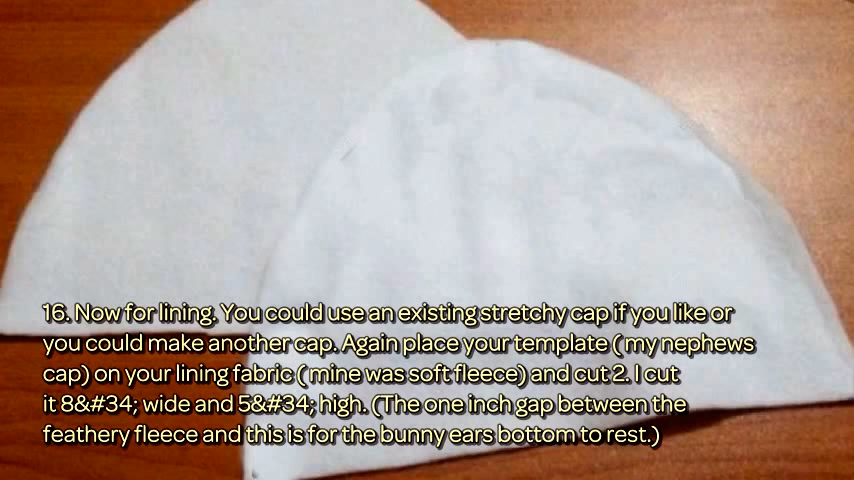 16. Now for lining. You could use an existing stretchy cap if you like or
you could make another cap. Again place your template ( my nephews
cap) on your lining fabric ( mine was soft fleece) and cut 2. I cut
it 8&#34; wide and 5&#34; high. (The one inch gap between the
feathery fleece and this is for the bunny ears bottom to rest.)